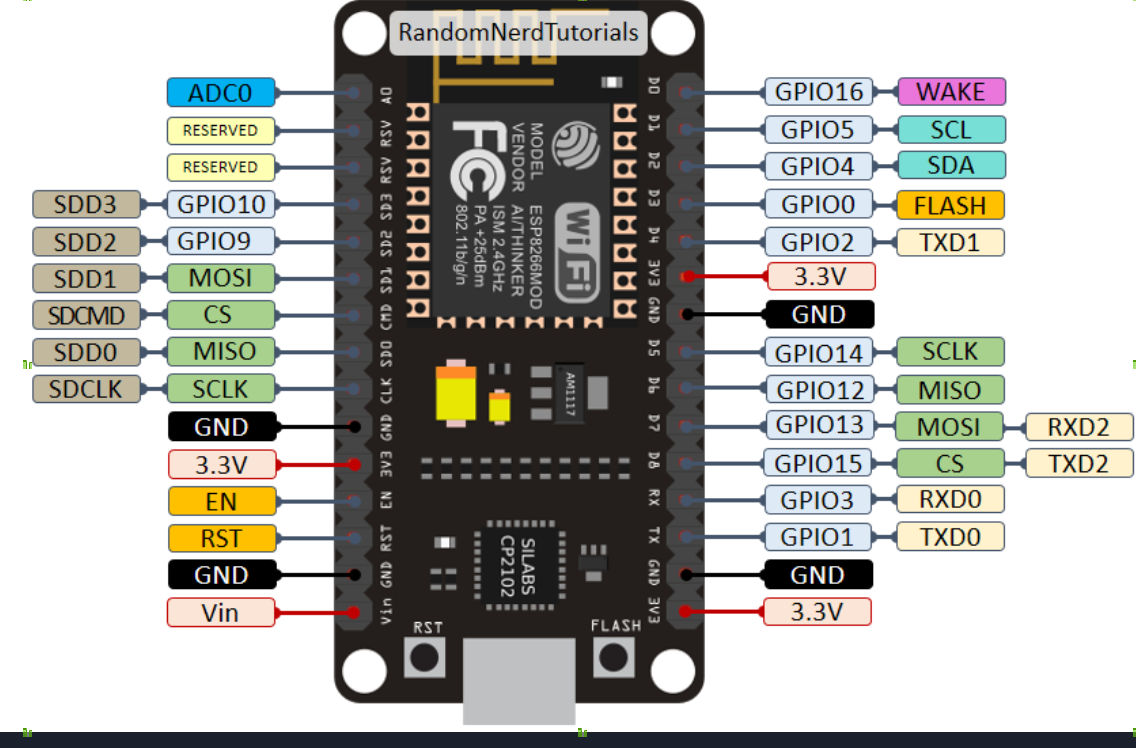 RandomNerdTutorials
ADC0
RESERVED
RESERVED
SDD3 GPIO10
SDD2 GPIO9
SDD1 MOSI
SDCMD CS
SDD0 MISO
SDCLK SCLK
GND
3.3V
EN
RST
GND
Vin
A0
RSV
RSV
SD3
SD2
SD1
CMD
SD0
CLK
GND
3V3
EN
RST
GND
Vin
FC
MODEL
VENDOR
ESP8266MOD
AI/THINKER
ISM 2.4GHz
PA +25dBm
802.11b/g/n
Wi Fi
AM1117
SILABS
CP2102
RST
FLASH
D0
D1
D2
D3
D4
3V3
GND
D5
D6
D7
D8
RX
TX
GND
3V3
GPIO16 WAKE
GPIO5 SCL
GPIO4 SDA
GPIO0 FLASH
GPIO2 TXD1
3.3V
GND
GPIO14 SCLK
GPIO12 MISO
GPIO13 MOSI RXD2
GPIO15 CS TXD2
GPIO3 RXD0
GPIO1 TXD0
GND
3.3V